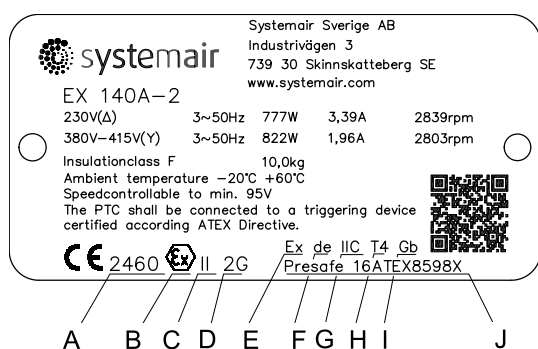 systemair
Systemair Sverige AB
Industrivägen 3
739 30 Skinnskatteberg SE
www.systemair.com
EX 140A-2
230V(Δ) 3~50Hz 777W 3,39A 2839rpm
380V-415V(Y) 3~50Hz 822W 1,96A 2803rpm
Insulationclass F 10,0kg
Ambient temperature -20°C +60°C
Speedcontrollable to min. 95V
The PTC shall be connected to a triggering device
certified according ATEX Directive.
Ex de IIC T4 Gb
CE 2460 Ex II 2G Presafe 16ATEX8598X
A B C D E F G H I J